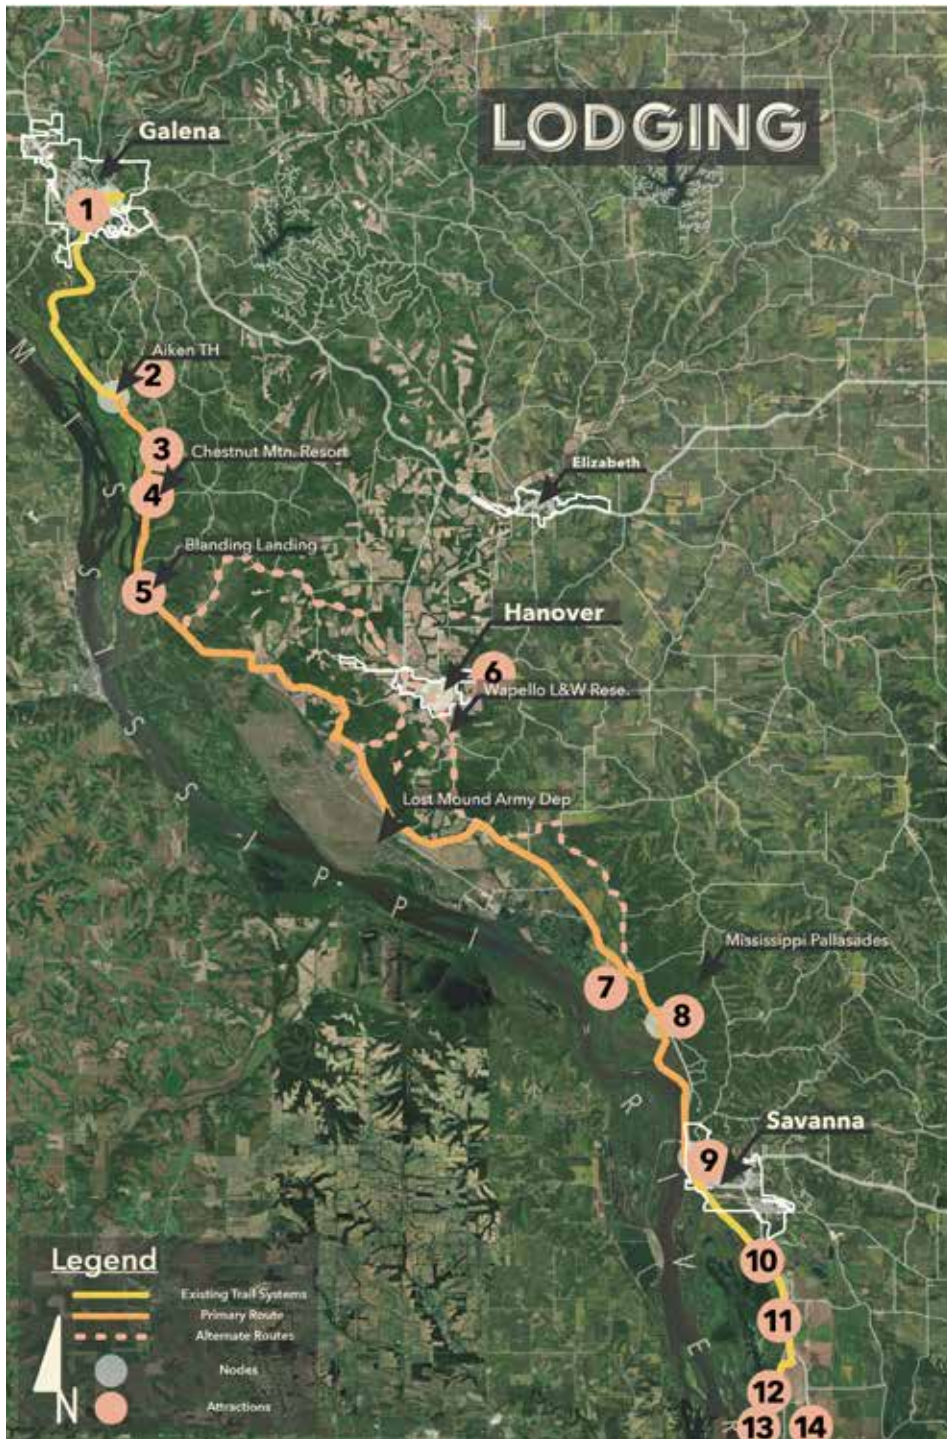 LODGING
Galena
1
Aiken TH
2
3
Chestnut Mtn. Resort
4
Elizabeth
Blanding Landing
5
Hanover
6
Wapello L&W Rese.
Lost Mound Army Dep
MISSISSIPPI RIVE
Mississippi Pallasades
7
8
Savanna
9
10
11
12
13
14
Legend
Existing Trail Systems
Primary Route
Alternate Routes
Nodes
Attractions
N